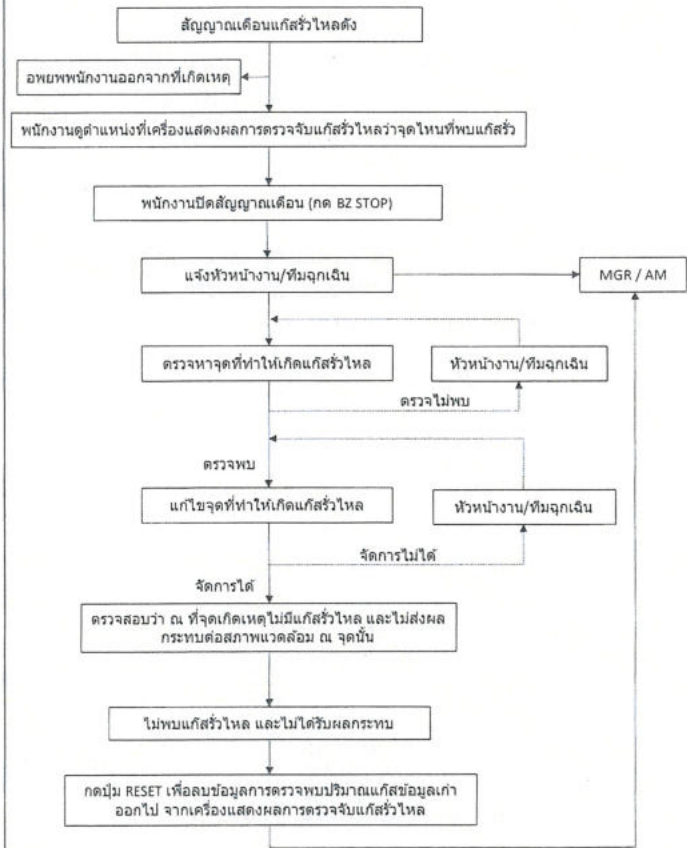 สัญญาณเตือนแก๊สรั่วไหลดัง
อพยพพนักงานออกจากที่เกิดเหตุ
พนักงานดูตำแหน่งที่เครื่องแสดงผลการตรวจจับแก๊สรั่วไหลว่าจุดไหนที่พบแก๊สรั่ว
พนักงานปิดสัญญาณเตือน (กด BZ STOP)
แจ้งหัวหน้างาน/ทีมฉุกเฉิน
MGR / AM
ตรวจหาจุดที่ทำให้เกิดแก๊สรั่วไหล
หัวหน้างาน/ทีมฉุกเฉิน
ตรวจไม่พบ
ตรวจพบ
แก้ไขจุดที่ทำให้เกิดแก๊สรั่วไหล
หัวหน้างาน/ทีมฉุกเฉิน
จัดการไม่ได้
จัดการได้
ตรวจสอบว่า ณ ที่จุดเกิดเหตุไม่มีแก๊สรั่วไหล และไม่ส่งผล
กระทบต่อสภาพแวดล้อม ณ จุดนั้น
ไม่พบแก๊สรั่วไหล และไม่ได้รับผลกระทบ
กดปุ่ม RESET เพื่อลบข้อมูลการตรวจพบปริมาณแก๊สข้อมูลเก่า
ออกไป จากเครื่องแสดงผลการตรวจจับแก๊สรั่วไหล